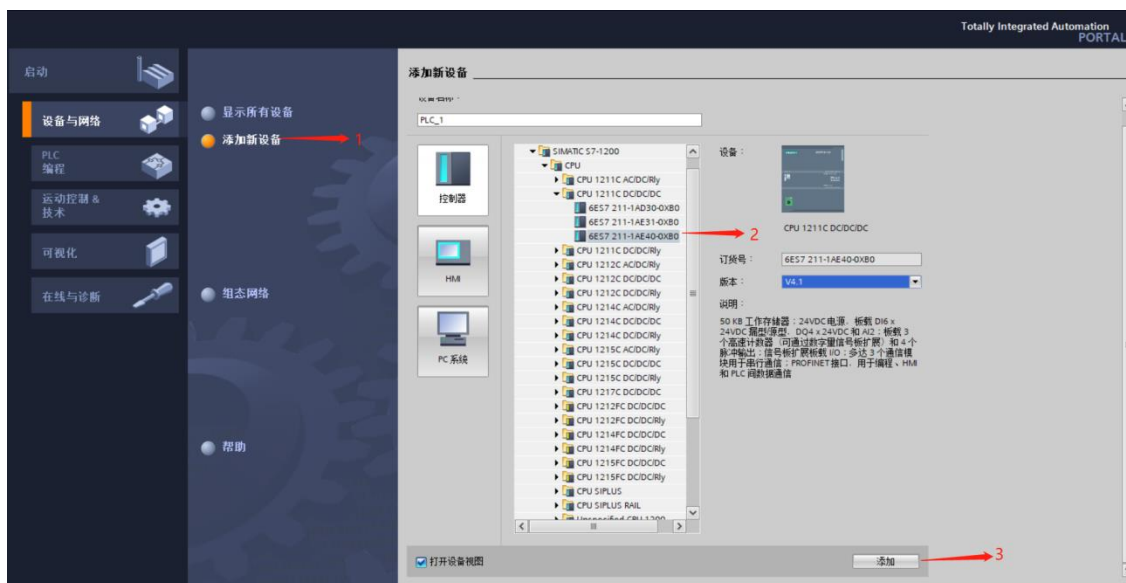 Totally Integrated Automation
PORTAL
启动
设备与网络
PLC
编程
运动控制 &
技术
可视化
在线与诊断
显示所有设备
添加新设备
1
组态网络
帮助
添加新设备
设备名称：
PLC_1
控制器
HMI
PC 系统
SIMATIC S7-1200
CPU
CPU 1211C AC/DC/Rly
CPU 1211C DC/DC/DC
6ES7 211-1AD30-0XB0
6ES7 211-1AE31-0XB0
6ES7 211-1AE40-0XB0
2
CPU 1211C DC/DC/Rly
CPU 1212C AC/DC/Rly
CPU 1212C DC/DC/DC
CPU 1212C DC/DC/Rly
CPU 1214C AC/DC/Rly
CPU 1214C DC/DC/DC
CPU 1214C DC/DC/Rly
CPU 1215C AC/DC/Rly
CPU 1215C DC/DC/DC
CPU 1215C DC/DC/Rly
CPU 1217C DC/DC/DC
CPU 1212FC DC/DC/DC
CPU 1212FC DC/DC/Rly
CPU 1214FC DC/DC/DC
CPU 1214FC DC/DC/Rly
CPU 1215FC DC/DC/DC
CPU 1215FC DC/DC/Rly
CPU SIPLUS
CPU SIPLUS RAIL
Unspecified CPU 1200
设备：
CPU 1211C DC/DC/DC
订货号：
6ES7 211-1AE40-0XB0
版本：
V4.1
说明：
50 KB 工作存储器；24VDC 电源，板载 DI6 x
24VDC 漏型/源型，DQ4 x 24VDC 和 AI2；板载 3
个高速计数器（可通过数字量信号板扩展）和 4 个
脉冲输出；信号板扩展板载 I/O；多达 3 个通信模
块用于串行通信；PROFINET 接口，用于编程、HMI
和 PLC 间数据通信
打开设备视图
添加
3